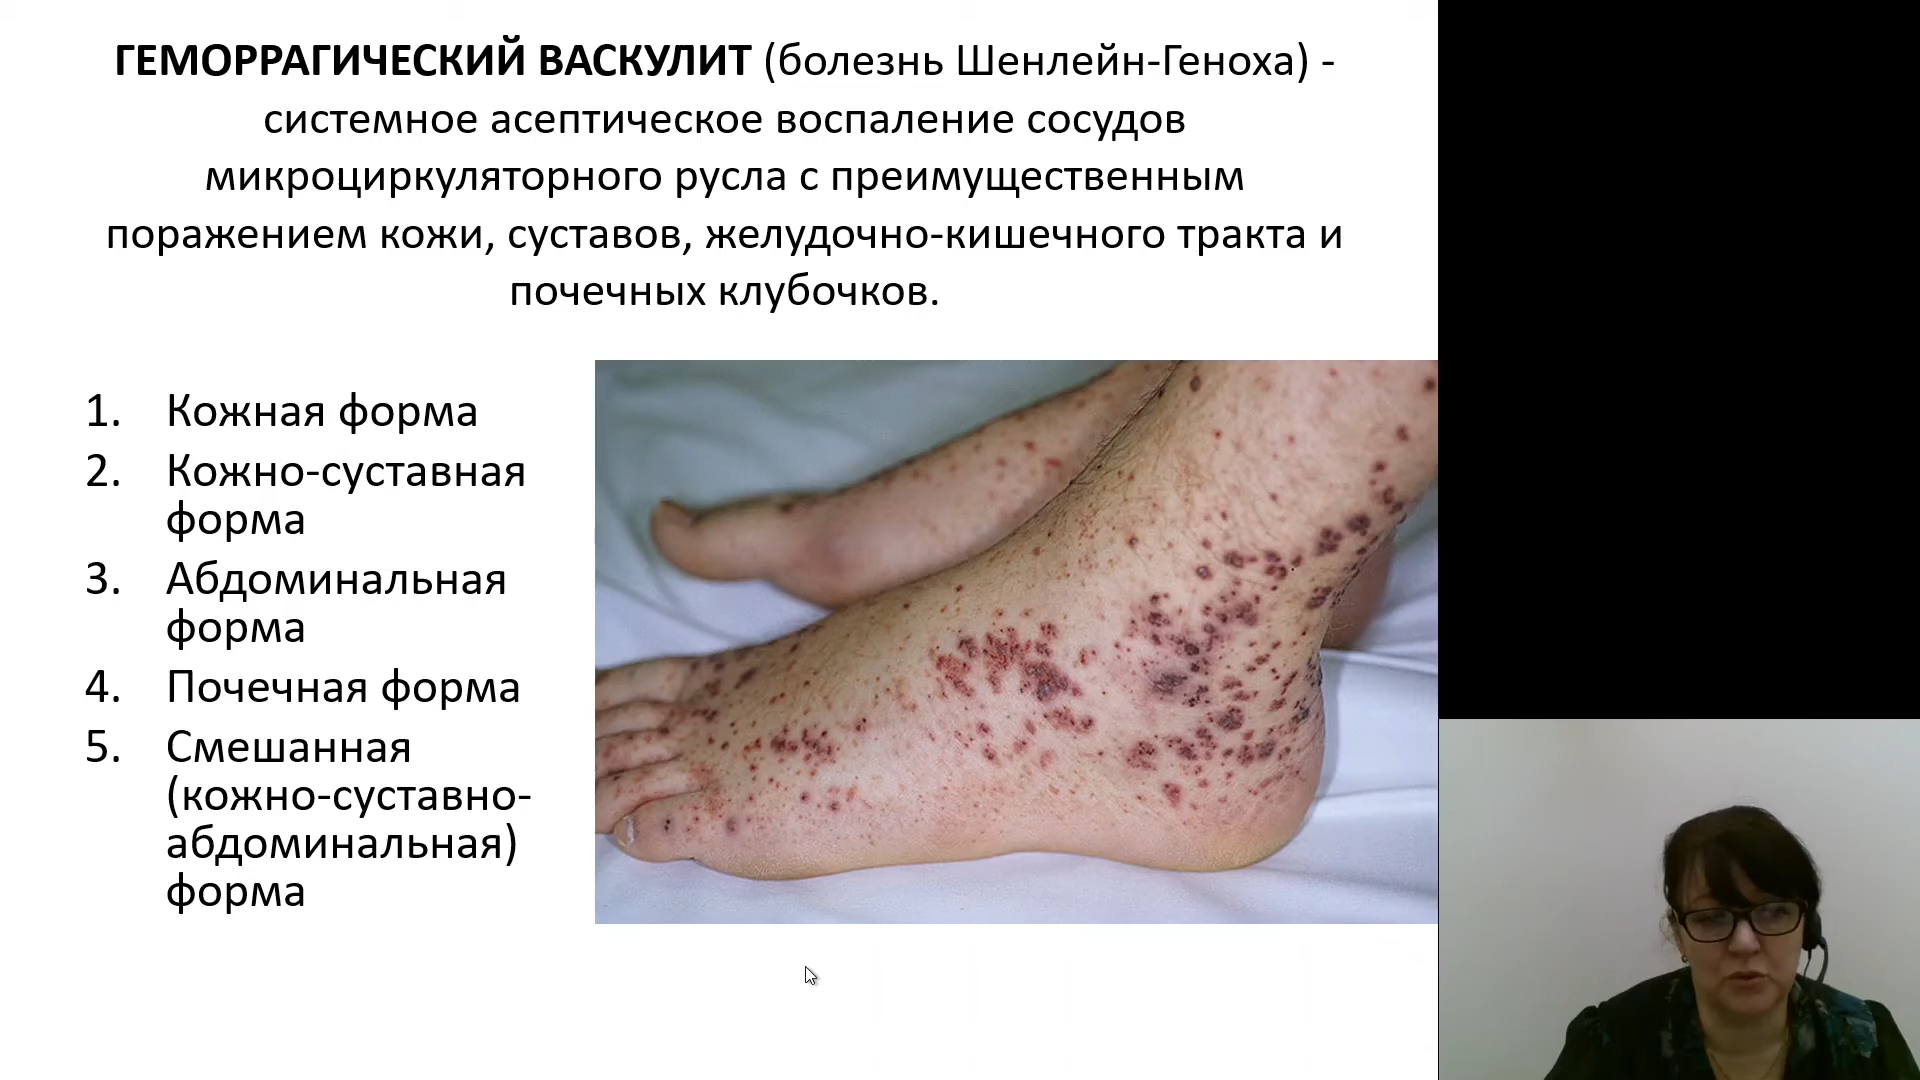 ГЕМОРРАГИЧЕСКИЙ ВАСКУЛИТ (болезнь Шенлейн-Геноха) -
системное асептическое воспаление сосудов
микроциркуляторного русла с преимущественным
поражением кожи, суставов, желудочно-кишечного тракта и
почечных клубочков.
1. Кожная форма
2. Кожно-суставная
форма
3. Абдоминальная
форма
4. Почечная форма
5. Смешанная
(кожно-суставно-
абдоминальная)
форма